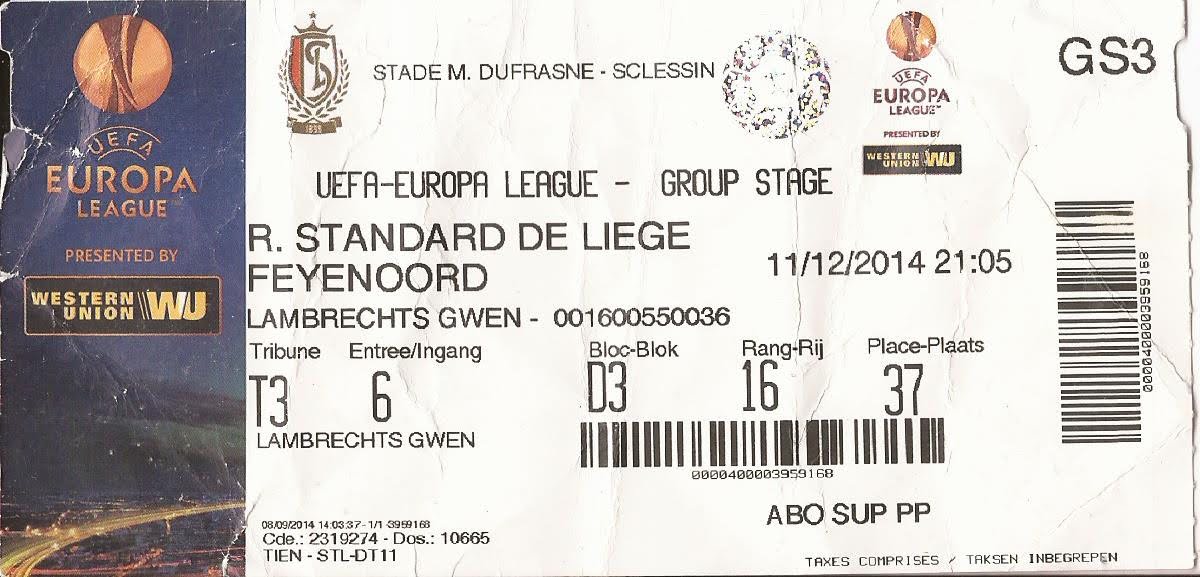 UEFA
EUROPA
LEAGUE™
PRESENTED BY
WESTERN
UNION WU
1898
STADE M. DUFRASNE - SCLESSIN
UEFA
EUROPA
LEAGUE™
PRESENTED BY
WESTERN
UNION WU
GS3
UEFA-EUROPA LEAGUE - GROUP STAGE
R. STANDARD DE LIEGE
FEYENOORD
11/12/2014 21:05
LAMBRECHTS GWEN - 001600550036
Tribune Entree/Ingang Bloc-Blok Rang-Rij Place-Plaats
T3 6 D3 16 37
LAMBRECHTS GWEN
0000400003959168
0000400003959168
ABO SUP PP
08/09/2014 14:03:37 - 1/1 -3959168
Cde.: 2319274 - Dos.: 10665
TIEN - STL-DT11
TAXES COMPRISES / TAKSEN INBEGREPEN